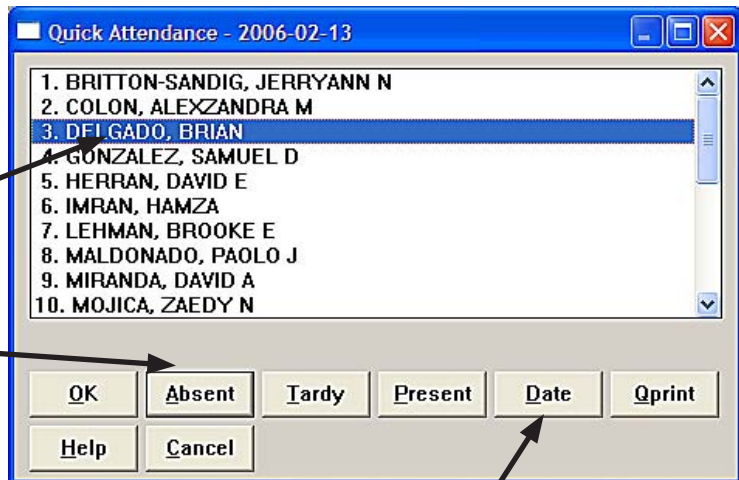 Quick Attendance - 2006-02-13
1. BRITTON-SANDIG, JERRYANN N
2. COLON, ALEXZANDRA M
3. DELGADO, BRIAN
4. GONZALEZ, SAMUEL D
5. HERRAN, DAVID E
6. IMRAN, HAMZA
7. LEHMAN, BROOKE E
8. MALDONADO, PAOLO J
9. MIRANDA, DAVID A
10. MOJICA, ZAEDY N
OK Absent Tardy Present Date Qprint
Help Cancel